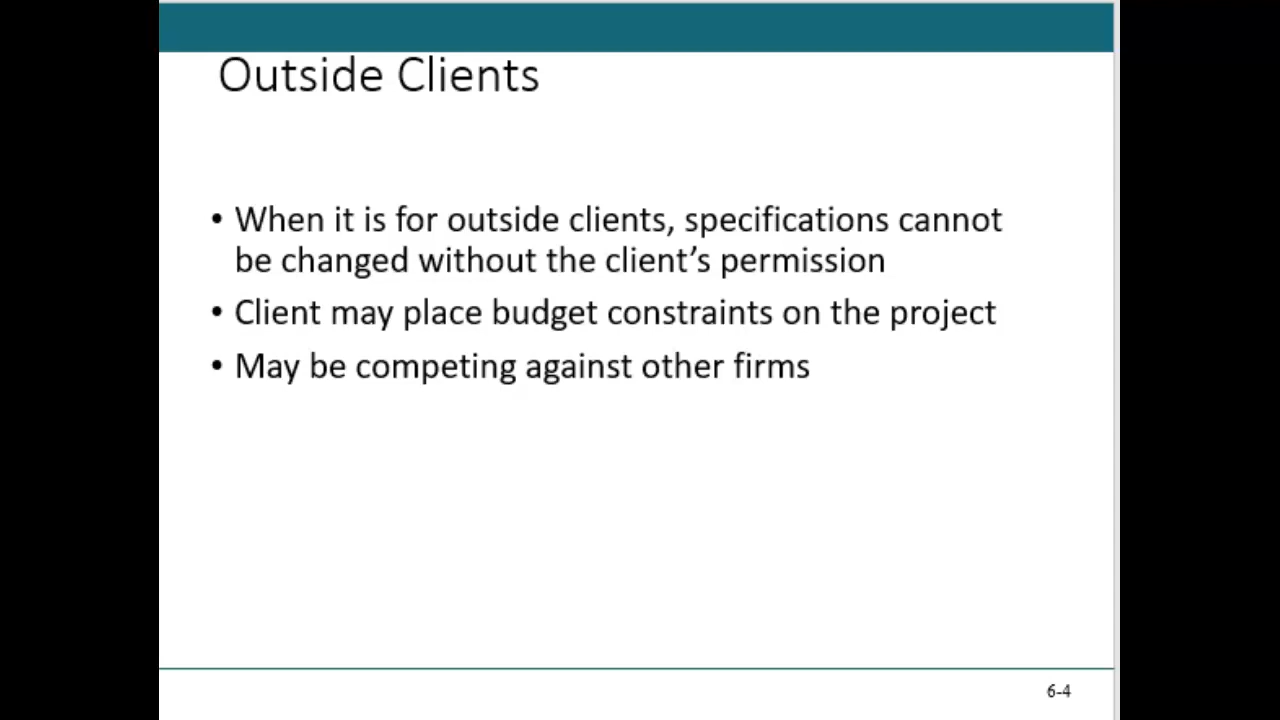 Outside Clients
• When it is for outside clients, specifications cannot
be changed without the client’s permission
• Client may place budget constraints on the project
• May be competing against other firms
6-4